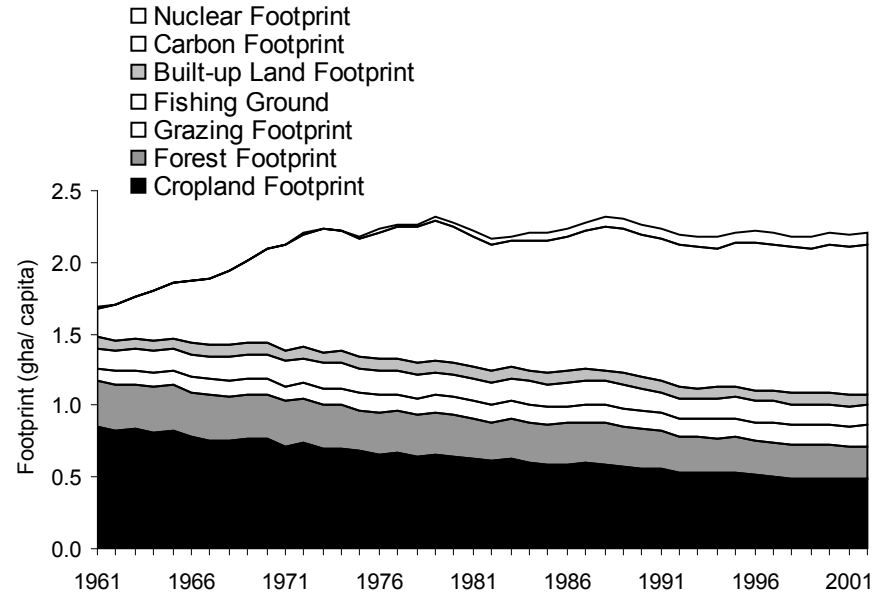 Nuclear Footprint
Carbon Footprint
Built-up Land Footprint
Fishing Ground
Grazing Footprint
Forest Footprint
Cropland Footprint
2.5
2.0
1.5
1.0
0.5
0.0
Footprint (gha/ capita)
1961 1966 1971 1976 1981 1986 1991 1996 2001